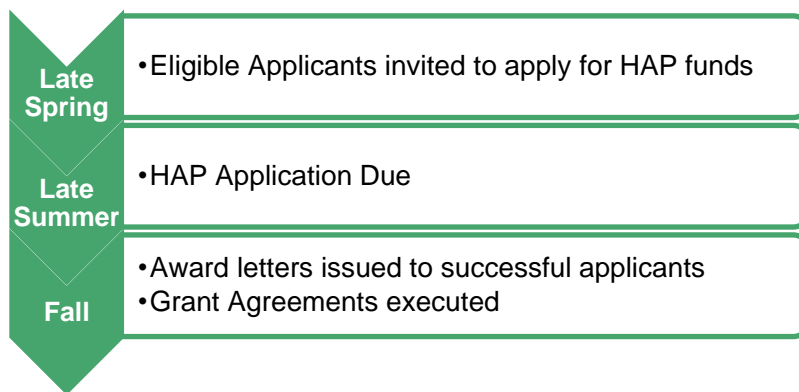 Late
Spring
•Eligible Applicants invited to apply for HAP funds
Late
Summer
•HAP Application Due
Fall
•Award letters issued to successful applicants
•Grant Agreements executed